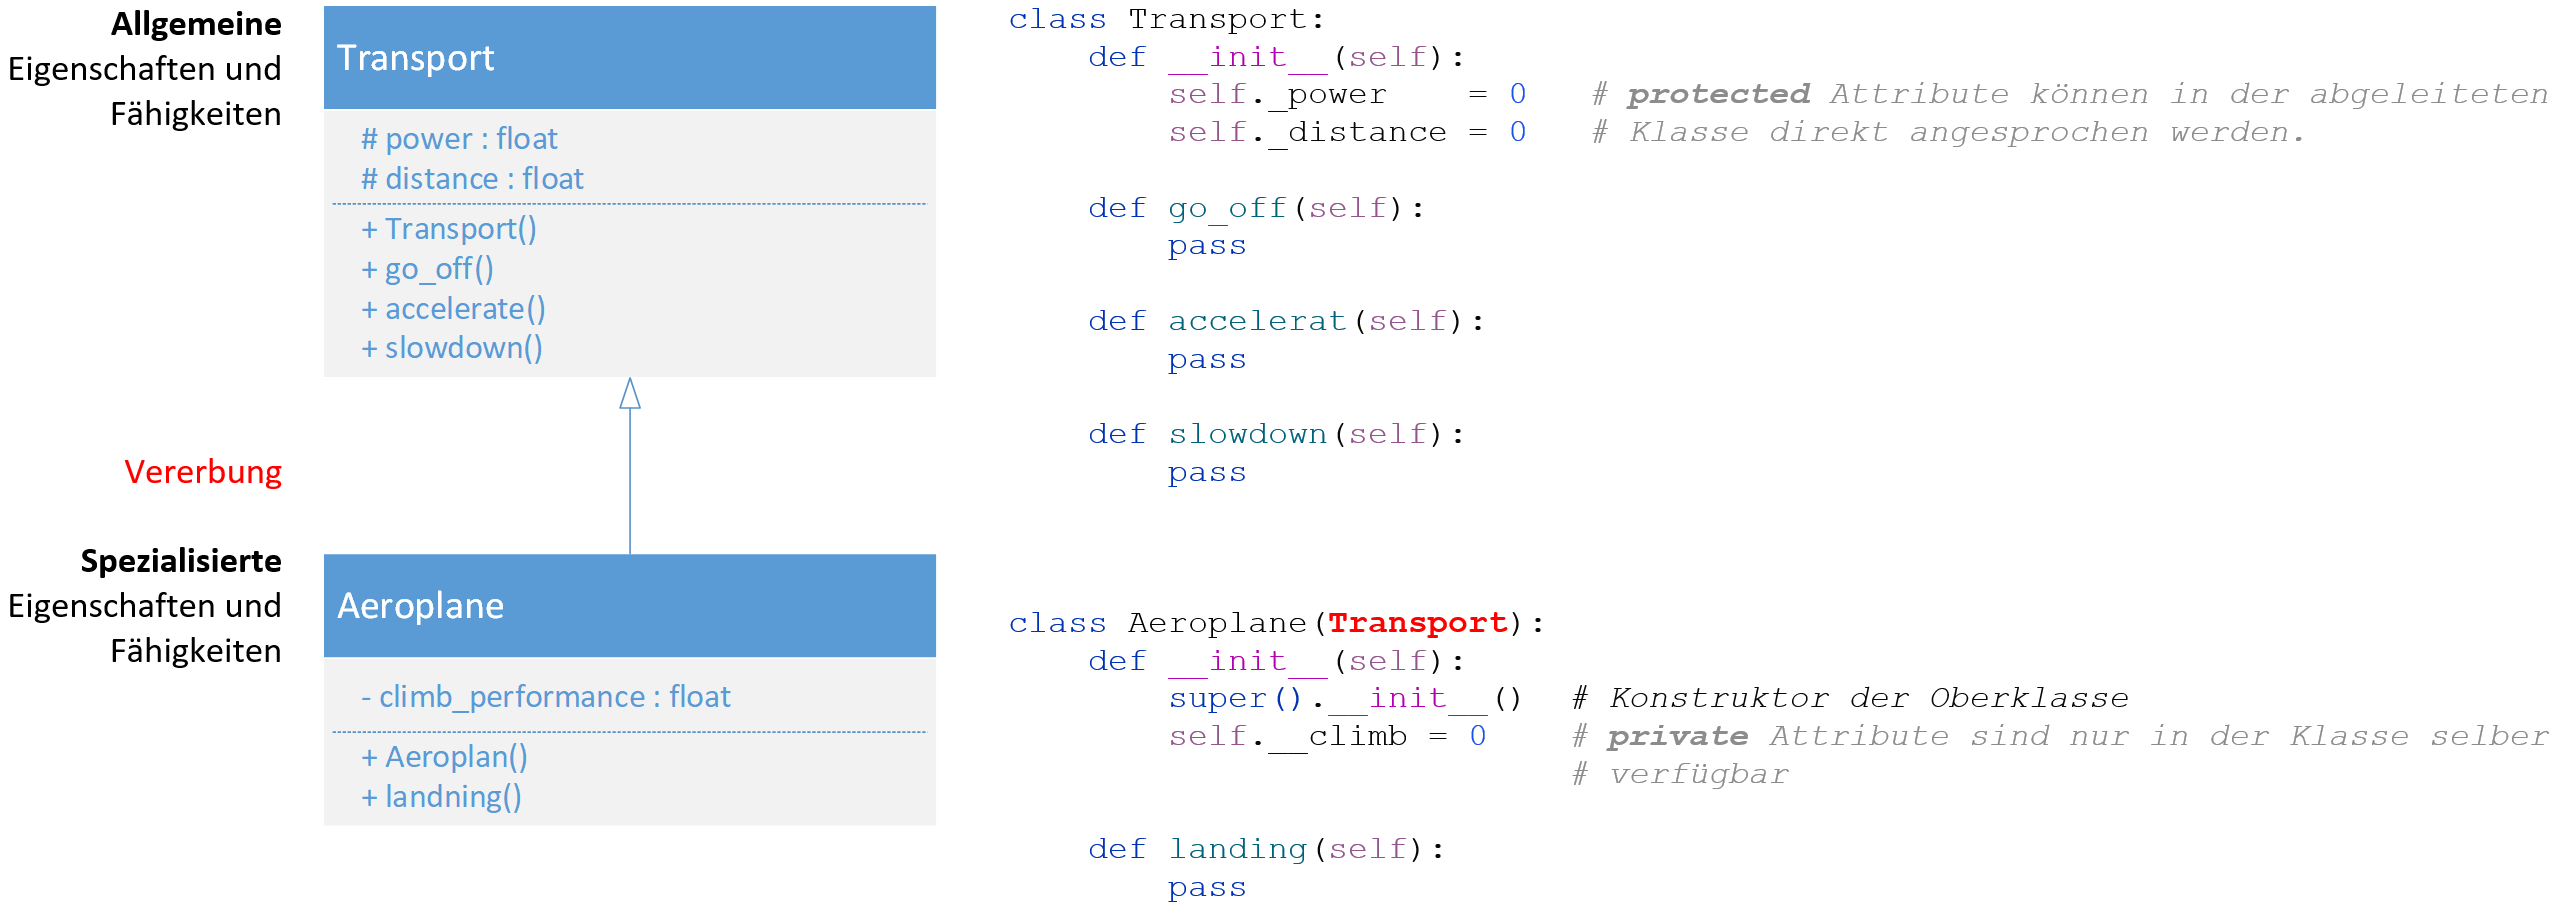 Allgemeine
Eigenschaften und
Fähigkeiten
Transport
# power : float
# distance : float
+ Transport()
+ go_off()
+ accelerate()
+ slowdown()
Vererbung
Spezialisierte
Eigenschaften und
Fähigkeiten
Aeroplane
- climb_performance : float
+ Aeroplan()
+ landning()
class Transport:
    def __init__(self):
        self._power    = 0   # protected Attribute können in der abgeleiteten
        self._distance = 0   # Klasse direkt angesprochen werden.
    def go_off(self):
        pass
    def accelerat(self):
        pass
    def slowdown(self):
        pass
class Aeroplane(Transport):
    def __init__(self):
        super().__init__()  # Konstruktor der Oberklasse
        self.__climb = 0    # private Attribute sind nur in der Klasse selber
                            # verfügbar
    def landing(self):
        pass